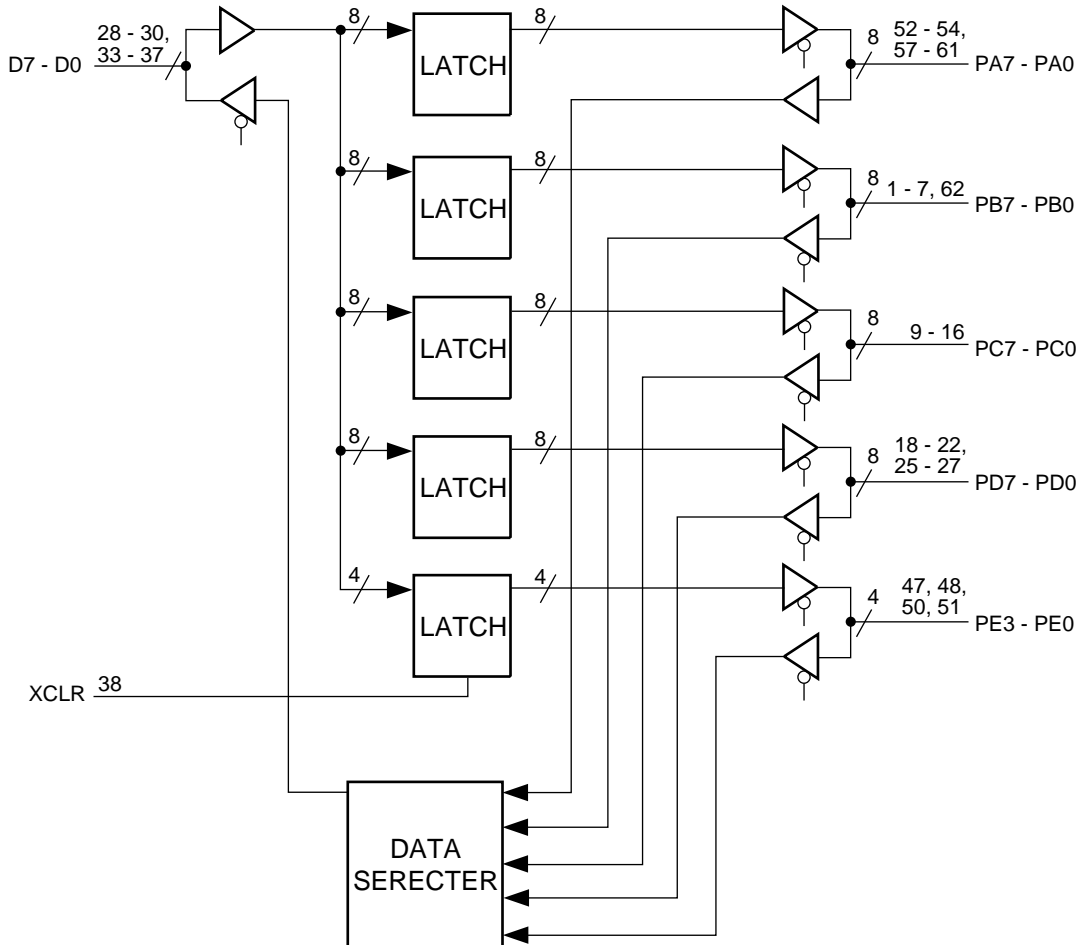 28 - 30,
33 - 37
D7 - D0
8
LATCH
8
52 - 54,
57 - 61
8
PA7 - PA0
8
LATCH
8
8
1 - 7, 62
PB7 - PB0
8
LATCH
8
8
9 - 16
PC7 - PC0
8
LATCH
8
18 - 22,
25 - 27
8
PD7 - PD0
4
LATCH
4
47, 48,
50, 51
4
PE3 - PE0
XCLR
38
DATA
SERECTER